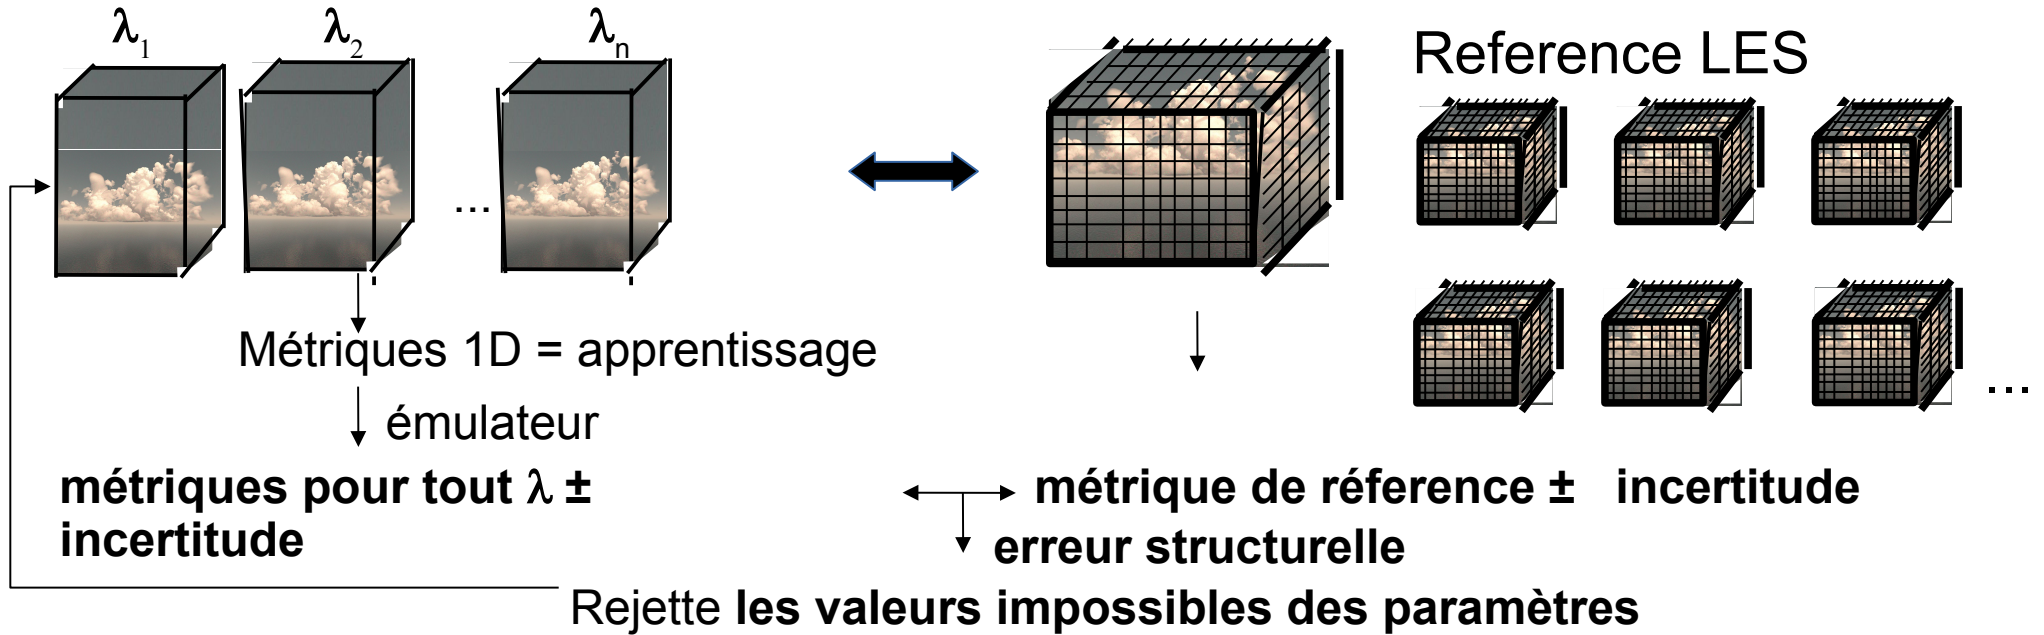 λ1 λ2 λn
Reference LES
...
...
Métriques 1D = apprentissage
émulateur
métriques pour tout λ ±
incertitude
métrique de réference ± incertitude
erreur structurelle
Rejette les valeurs impossibles des paramètres